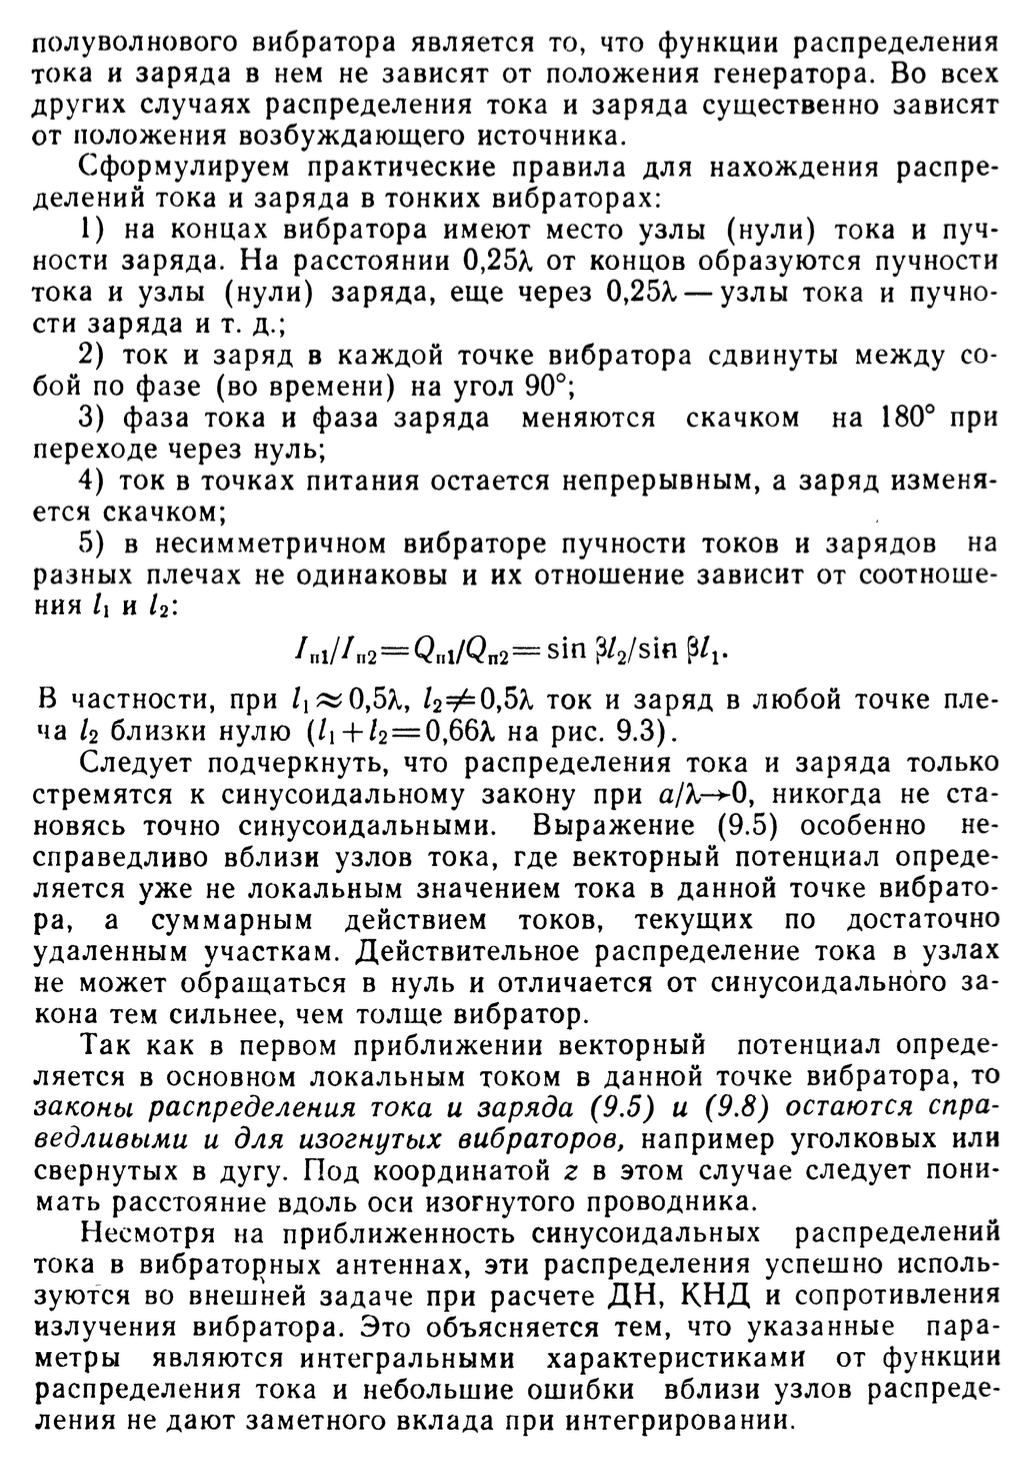 полуволнового вибратора является то, что функции распределения
тока и заряда в нем не зависят от положения генератора. Во всех
других случаях распределения тока и заряда существенно зависят
от положения возбуждающего источника.
Сформулируем практические правила для нахождения распре-
делений тока и заряда в тонких вибраторах:
1) на концах вибратора имеют место узлы (нули) тока и пуч-
ности заряда. На расстоянии 0,25λ от концов образуются пучности
тока и узлы (нули) заряда, еще через 0,25λ — узлы тока и пучно-
сти заряда и т. д.;
2) ток и заряд в каждой точке вибратора сдвинуты между со-
бой по фазе (во времени) на угол 90°;
3) фаза тока и фаза заряда меняются скачком на 180° при
переходе через нуль;
4) ток в точках питания остается непрерывным, а заряд изменя-
ется скачком;
5) в несимметричном вибраторе пучности токов и зарядов на
разных плечах не одинаковы и их отношение зависит от соотноше-
ния l₁ и l₂:
Iп1/Iп2=Qп1/Qп2=sin βl₂/sin βl₁.
В частности, при l₁≈0,5λ, l₂≠0,5λ ток и заряд в любой точке пле-
ча l₂ близки нулю (l₁+l₂=0,66λ на рис. 9.3).
Следует подчеркнуть, что распределения тока и заряда только
стремятся к синусоидальному закону при a/λ→0, никогда не ста-
новясь точно синусоидальными. Выражение (9.5) особенно не-
справедливо вблизи узлов тока, где векторный потенциал опреде-
ляется уже не локальным значением тока в данной точке вибрато-
ра, а суммарным действием токов, текущих по достаточно
удаленным участкам. Действительное распределение тока в узлах
не может обращаться в нуль и отличается от синусоидального за-
кона тем сильнее, чем толще вибратор.
Так как в первом приближении векторный потенциал опреде-
ляется в основном локальным током в данной точке вибратора, то
законы распределения тока и заряда (9.5) и (9.8) остаются спра-
ведливыми и для изогнутых вибраторов, например уголковых или
свернутых в дугу. Под координатой z в этом случае следует пони-
мать расстояние вдоль оси изогнутого проводника.
Несмотря на приближенность синусоидальных распределений
тока в вибраторных антеннах, эти распределения успешно исполь-
зуются во внешней задаче при расчете ДН, КНД и сопротивления
излучения вибратора. Это объясняется тем, что указанные пара-
метры являются интегральными характеристиками от функции
распределения тока и небольшие ошибки вблизи узлов распреде-
ления не дают заметного вклада при интегрировании.